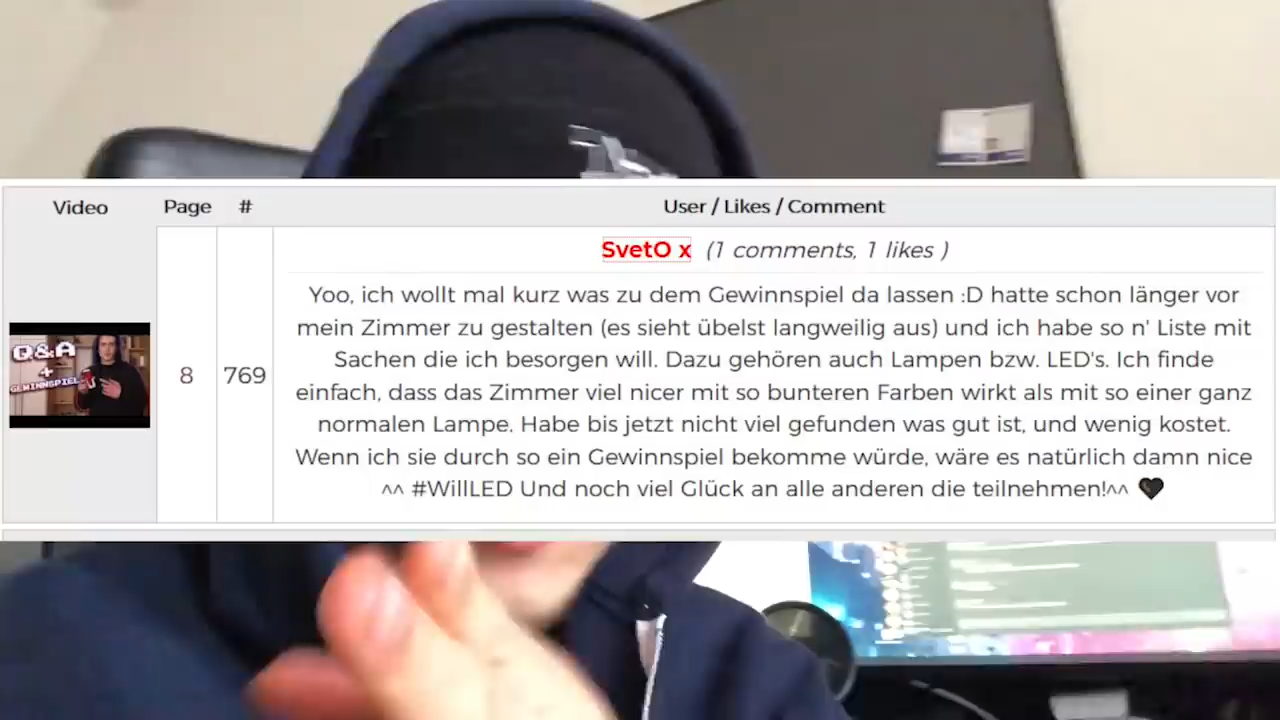 Video Page # User / Likes / Comment
SvetO x (1 comments, 1 likes )
Yoo, ich wollt mal kurz was zu dem Gewinnspiel da lassen :D hatte schon länger vor
mein Zimmer zu gestalten (es sieht übelst langweilig aus) und ich habe so n' Liste mit
Sachen die ich besorgen will. Dazu gehören auch Lampen bzw. LED's. Ich finde
einfach, dass das Zimmer viel nicer mit so bunteren Farben wirkt als mit so einer ganz
normalen Lampe. Habe bis jetzt nicht viel gefunden was gut ist, und wenig kostet.
Wenn ich sie durch so ein Gewinnspiel bekomme würde, wäre es natürlich damn nice
^^ #WillLED Und noch viel Glück an alle anderen die teilnehmen!^^ 🖤
Q&A
+
GEWINNSPIEL
8 769